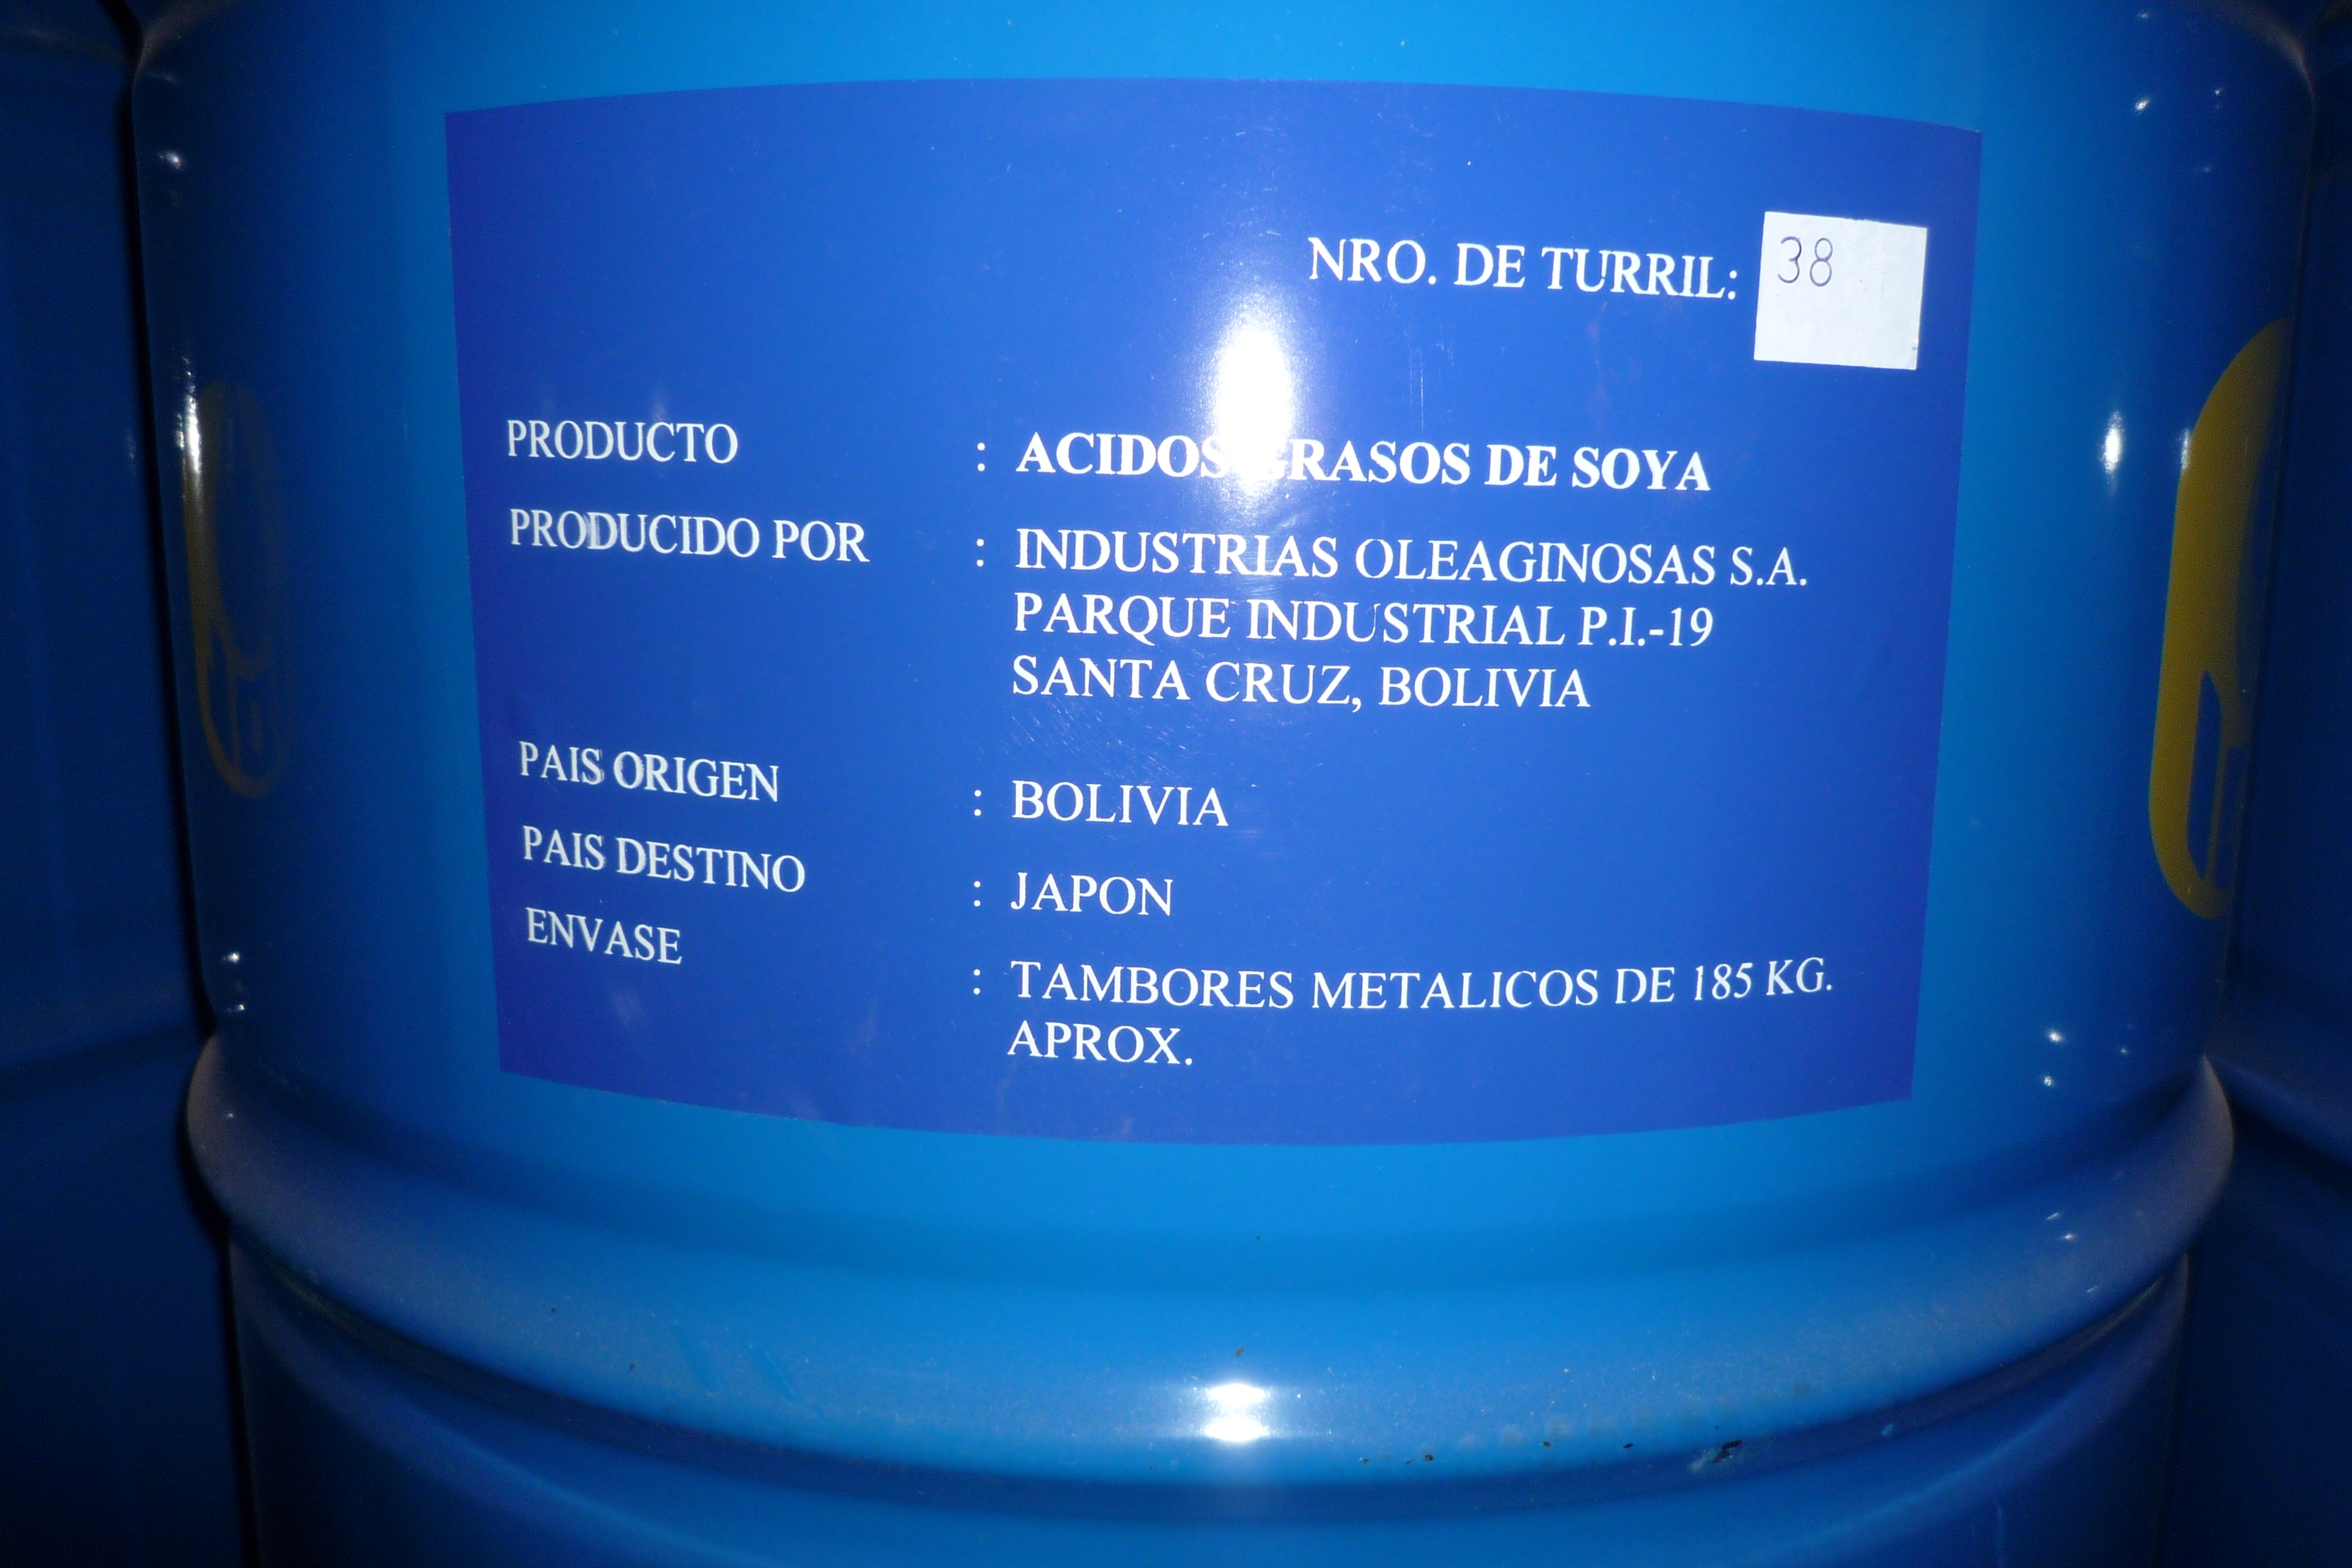 NRO. DE TURRIL: 38
PRODUCTO : ACIDOS GRASOS DE SOYA
PRODUCIDO POR : INDUSTRIAS OLEAGINOSAS S.A.
PARQUE INDUSTRIAL P.I.-19
SANTA CRUZ, BOLIVIA
PAIS ORIGEN : BOLIVIA
PAIS DESTINO : JAPON
ENVASE : TAMBORES METALICOS DE 185 KG.
APROX.